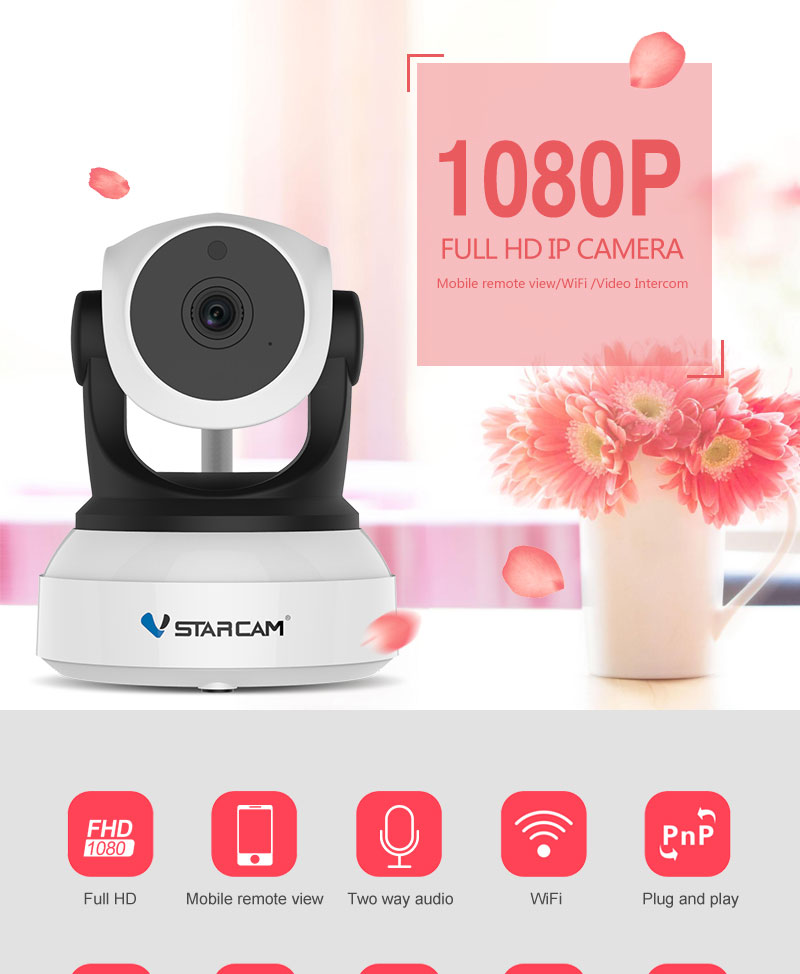 1080P
FULL HD IP CAMERA
Mobile remote view/WiFi /Video Intercom
VSTARCAM®
FHD
1080
PnP
Full HD
Mobile remote view
Two way audio
WiFi
Plug and play